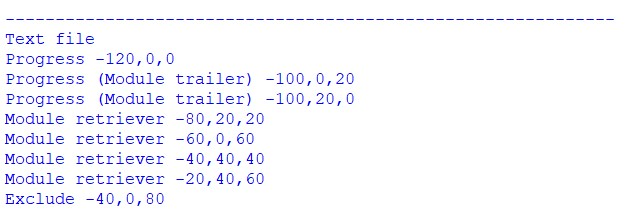 ---------------------------------------------------------------
Text file
Progress -120,0,0
Progress (Module trailer) -100,0,20
Progress (Module trailer) -100,20,0
Module retriever -80,20,20
Module retriever -60,0,60
Module retriever -40,40,40
Module retriever -20,40,60
Exclude -40,0,80